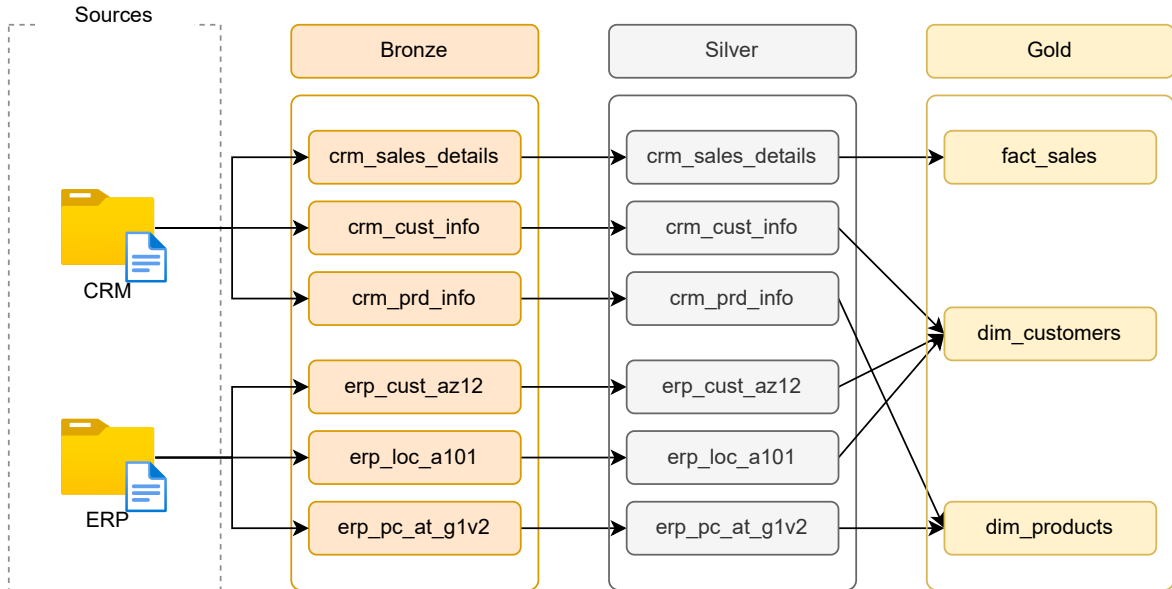 Sources
Bronze
Silver
Gold
crm_sales_details
crm_sales_details
fact_sales
crm_cust_info
crm_cust_info
CRM
crm_prd_info
crm_prd_info
dim_customers
erp_cust_az12
erp_cust_az12
erp_loc_a101
erp_loc_a101
ERP
erp_pc_at_g1v2
erp_pc_at_g1v2
dim_products